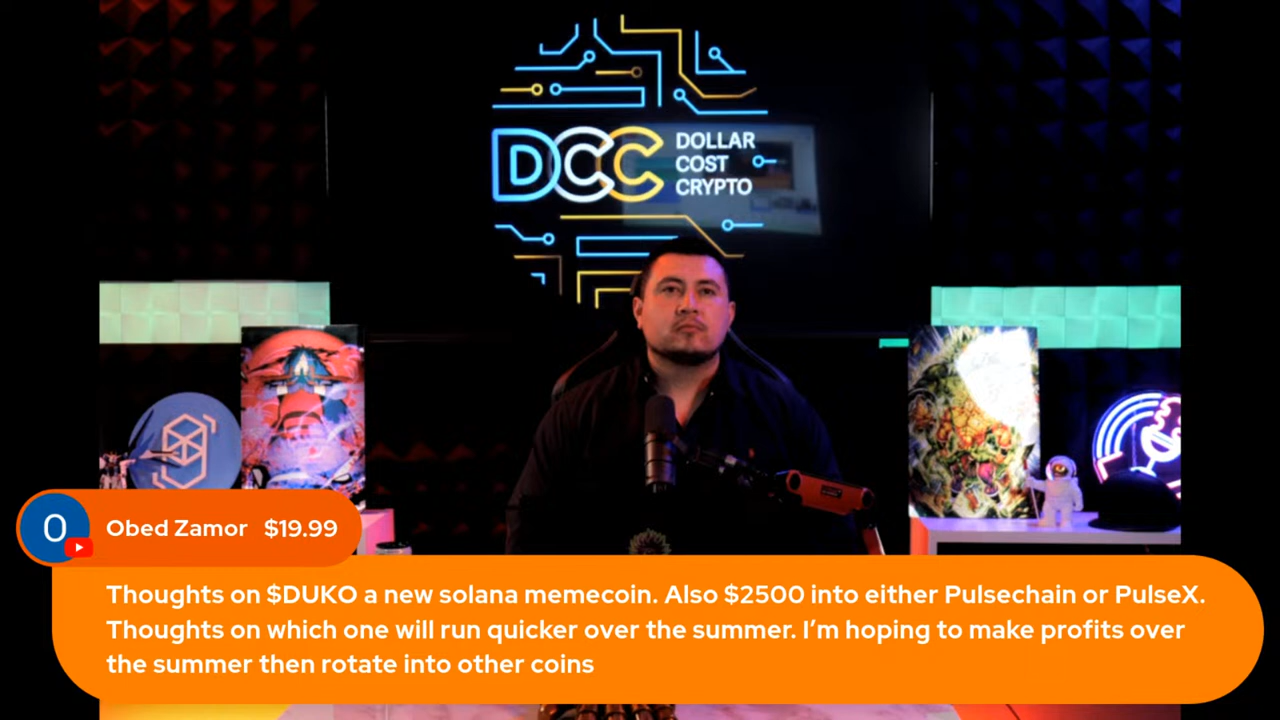 DCC
DOLLAR
COST
CRYPTO
O
Obed Zamor $19.99
Thoughts on $DUKO a new solana memecoin. Also $2500 into either Pulsechain or PulseX.
Thoughts on which one will run quicker over the summer. I'm hoping to make profits over
the summer then rotate into other coins